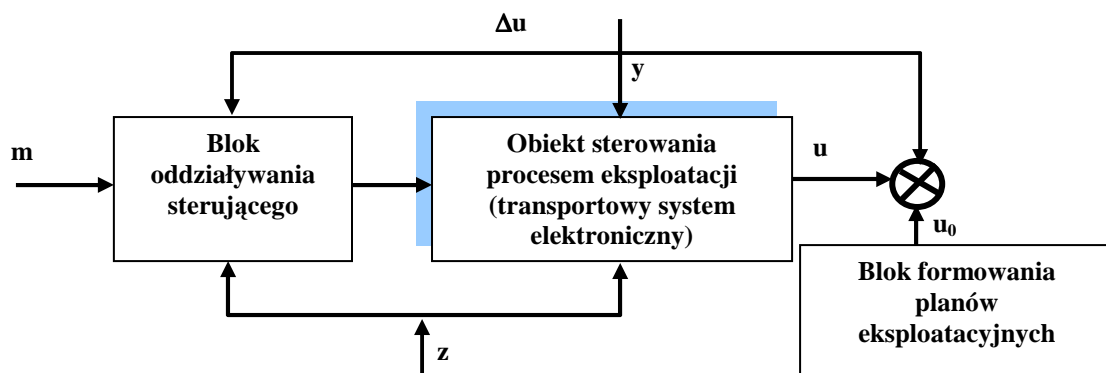 Δu
y
m
Blok
oddziaływania
sterującego
Obiekt sterowania
procesem eksploatacji
(transportowy system
elektroniczny)
u
u₀
Blok formowania
planów
eksploatacyjnych
z